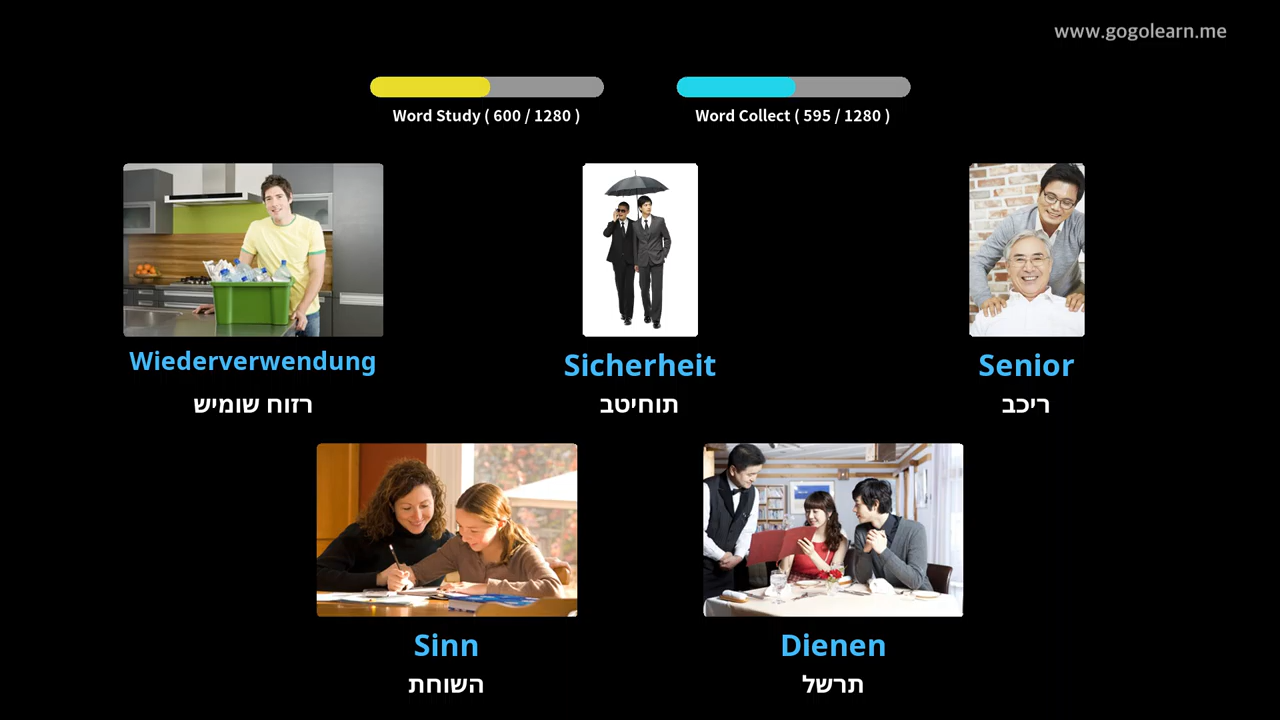 www.gogolearn.me
Word Study ( 600 / 1280 )
Word Collect ( 595 / 1280 )
Wiederverwendung
רזוח שומיש
Sicherheit
תוחיטב
Senior
ריכב
Sinn
השוחת
Dienen
תרשל